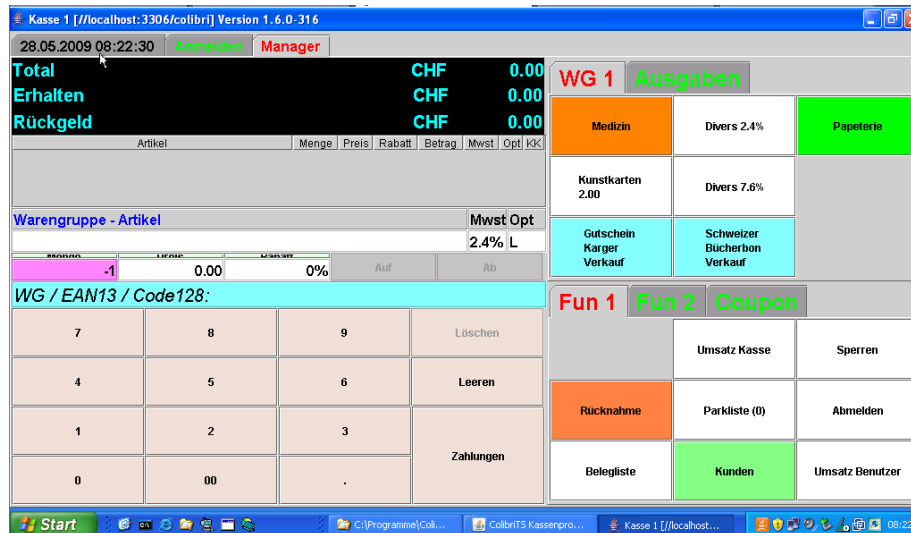 Kasse 1 [//localhost:3306/colibri] Version 1.6.0-316
28.05.2009 08:22:30 Anmelden Manager
Total CHF 0.00
Erhalten CHF 0.00
Rückgeld CHF 0.00
Artikel Menge Preis Rabatt Betrag Mwst Opt KK
Warengruppe - Artikel Mwst Opt
2.4% L
Menge Preis Rabatt
-1 0.00 0% Auf Ab
WG / EAN13 / Code128:
7 8 9 Löschen
4 5 6 Leeren
1 2 3
Zahlungen
0 00 .
WG 1 Ausgaben
Medizin Divers 2.4% Papeterie
Kunstkarten
2.00
Divers 7.6%
Gutschein
Karger
Verkauf
Schweizer
Bücherbon
Verkauf
Fun 1 Fun 2 Coupon
Umsatz Kasse Sperren
Rücknahme Parkliste (0) Abmelden
Belegliste Kunden Umsatz Benutzer
Start C:\Programme\Coli... ColibriTS Kassenpro... Kasse 1 [//localhost... 08:22